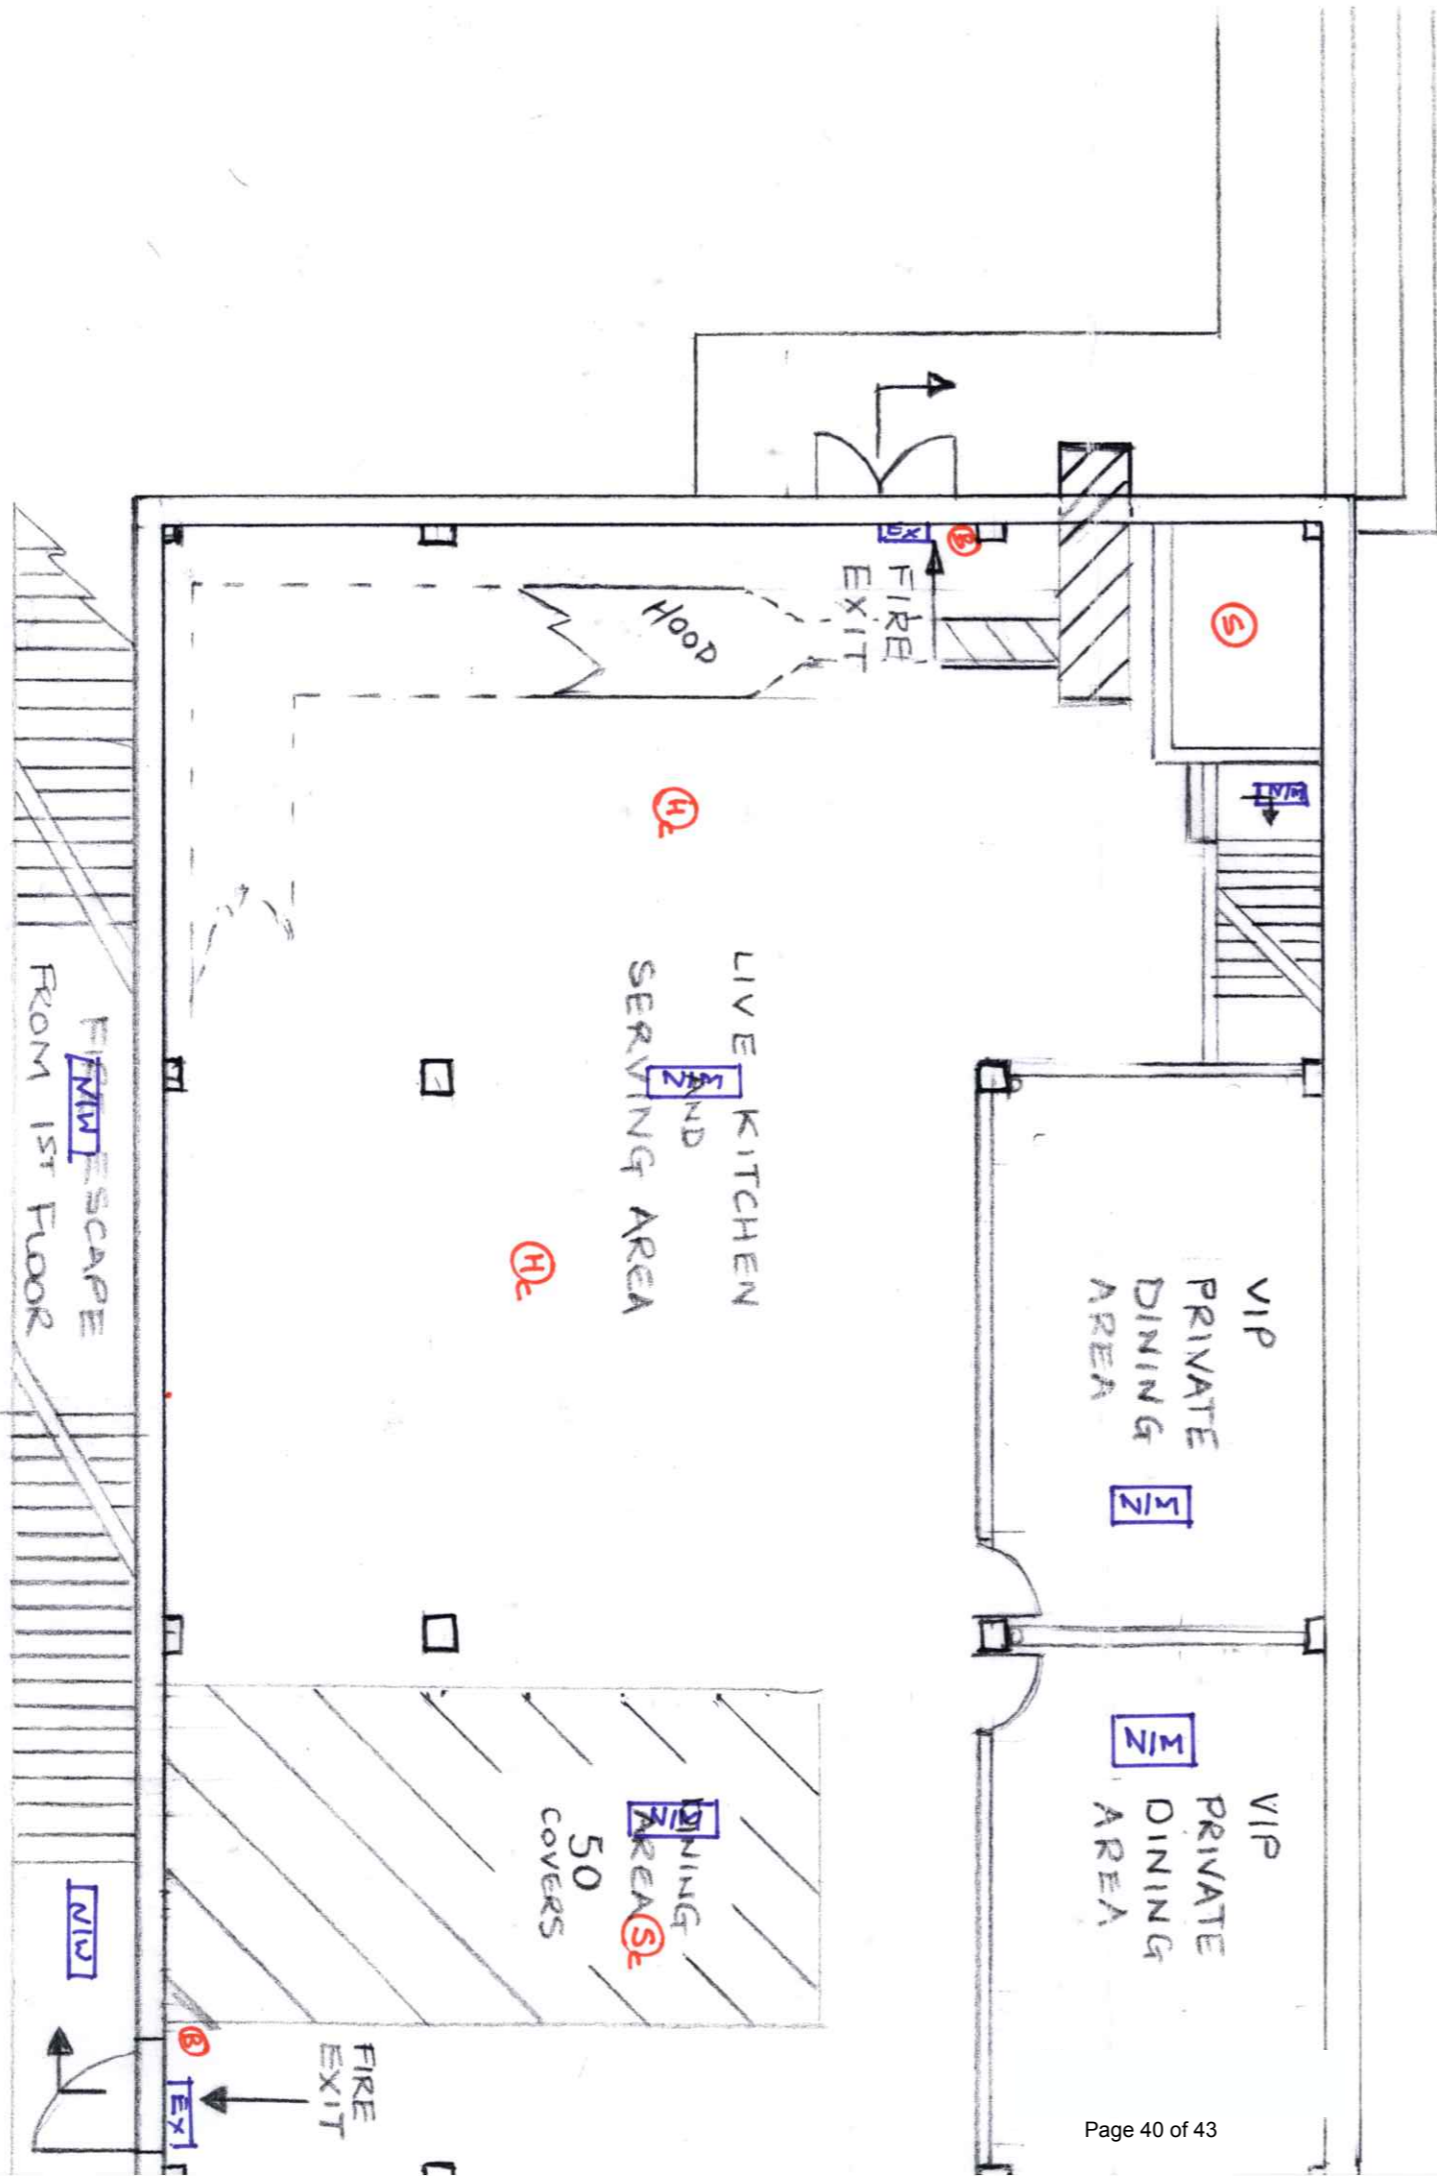 EX
B
FIRE
EXIT
HOOD
S
N/M
H
LIVE KITCHEN
N/M
AND
SERVING AREA
FIRE ESCAPE
N/W
FROM 1ST FLOOR
H
VIP
PRIVATE
DINING
AREA
N/M
N/M
VIP
PRIVATE
DINING
AREA
DINING
N/M
AREA
S
50
COVERS
N/W
B
EX
FIRE
EXIT
Page 40 of 43